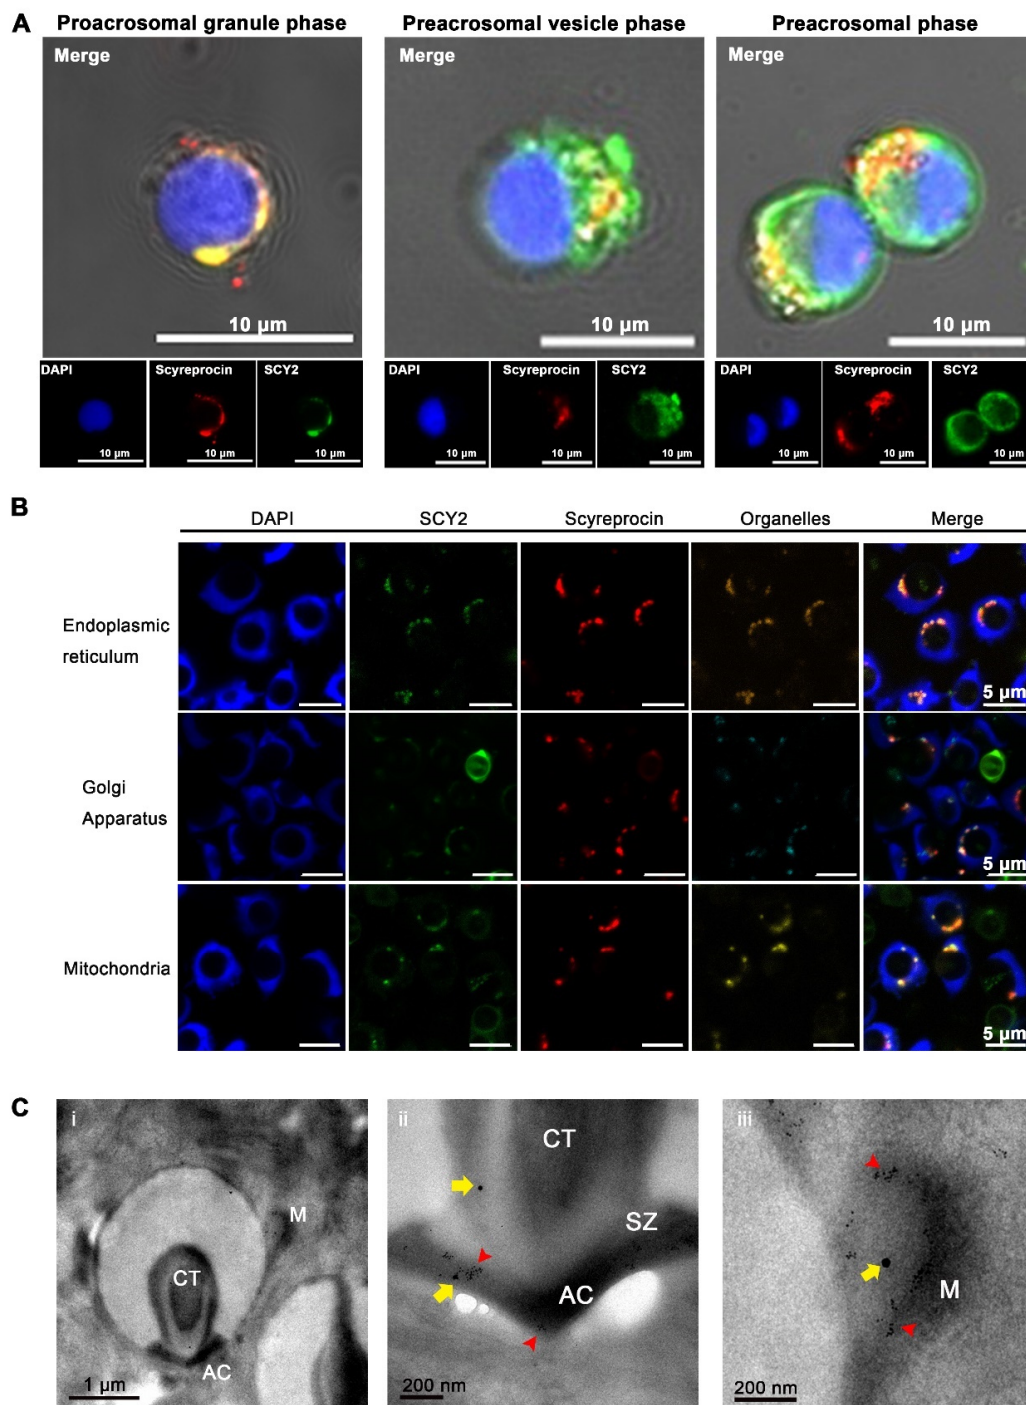 A
Proacrosomal granule phase
Preacrosomal vesicle phase
Preacrosomal phase
Merge
Merge
Merge
10 µm
10 µm
10 µm
DAPI
Scyreprocin
SCY2
DAPI
Scyreprocin
SCY2
DAPI
Scyreprocin
SCY2
10 µm
10 µm
10 µm
10 µm
10 µm
10 µm
10 µm
10 µm
10 µm
B
DAPI
SCY2
Scyreprocin
Organelles
Merge
Endoplasmic
reticulum
5 µm
Golgi
Apparatus
5 µm
Mitochondria
5 µm
C
i
M
CT
AC
1 µm
ii
CT
SZ
AC
200 nm
iii
M
200 nm